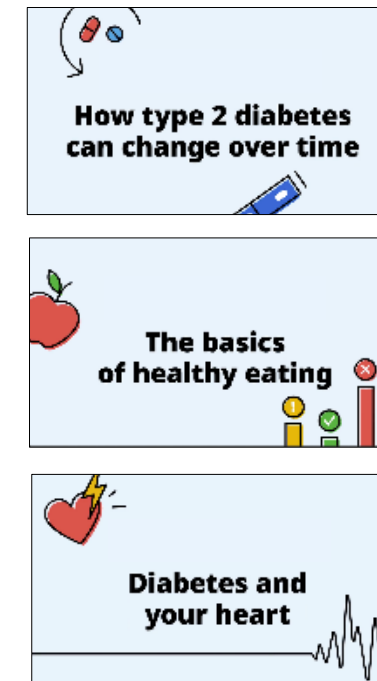 How type 2 diabetes
can change over time
The basics
of healthy eating
Diabetes and
your heart